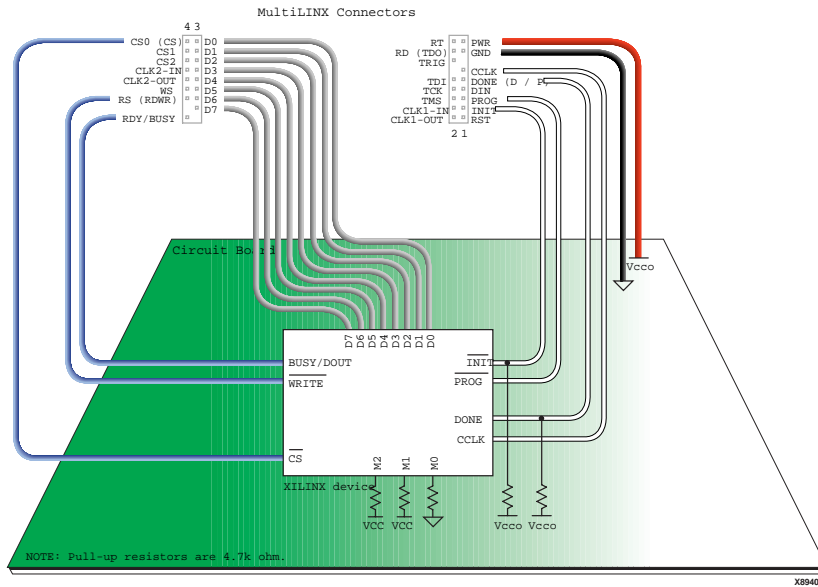 MultiLINX Connectors
4 3
CS0 (CS)
CS1
CS2
CLK2-IN
CLK2-OUT
WS
RS (RDWR)
RDY/BUSY
D0
D1
D2
D3
D4
D5
D6
D7
RT
RD (TDO)
TRIG
TDI
TCK
TMS
CLK1-IN
CLK1-OUT
PWR
GND
CCLK
DONE (D / P)
DIN
PROG
INIT
RST
2 1
Circuit Board
Vcco
D7
D6
D5
D4
D3
D2
D1
D0
BUSY/DOUT
WRITE
CS
INIT
PROG
DONE
CCLK
M2
M1
M0
XILINX device
VCC
VCC
Vcco
Vcco
NOTE: Pull-up resistors are 4.7k ohm.
X8940